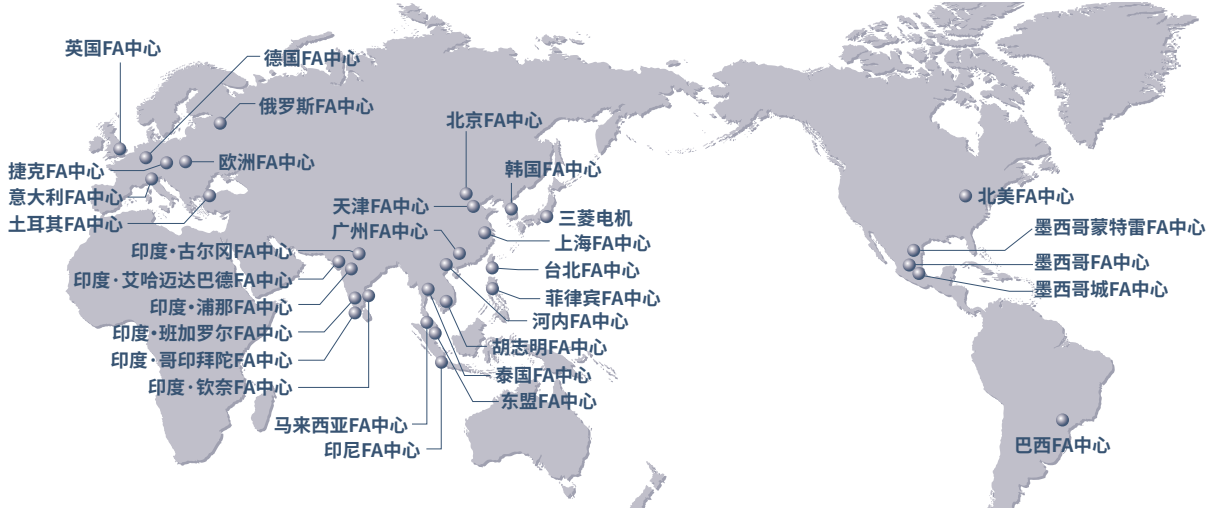 英国FA中心
德国FA中心
俄罗斯FA中心
捷克FA中心
欧洲FA中心
意大利FA中心
土耳其FA中心
北京FA中心
韩国FA中心
天津FA中心
三菱电机
广州FA中心
上海FA中心
印度·古尔冈FA中心
台北FA中心
印度·艾哈迈达巴德FA中心
菲律宾FA中心
印度·浦那FA中心
河内FA中心
印度·班加罗尔FA中心
胡志明FA中心
印度·哥印拜陀FA中心
泰国FA中心
印度·钦奈FA中心
东盟FA中心
马来西亚FA中心
印尼FA中心
北美FA中心
墨西哥蒙特雷FA中心
墨西哥FA中心
墨西哥城FA中心
巴西FA中心